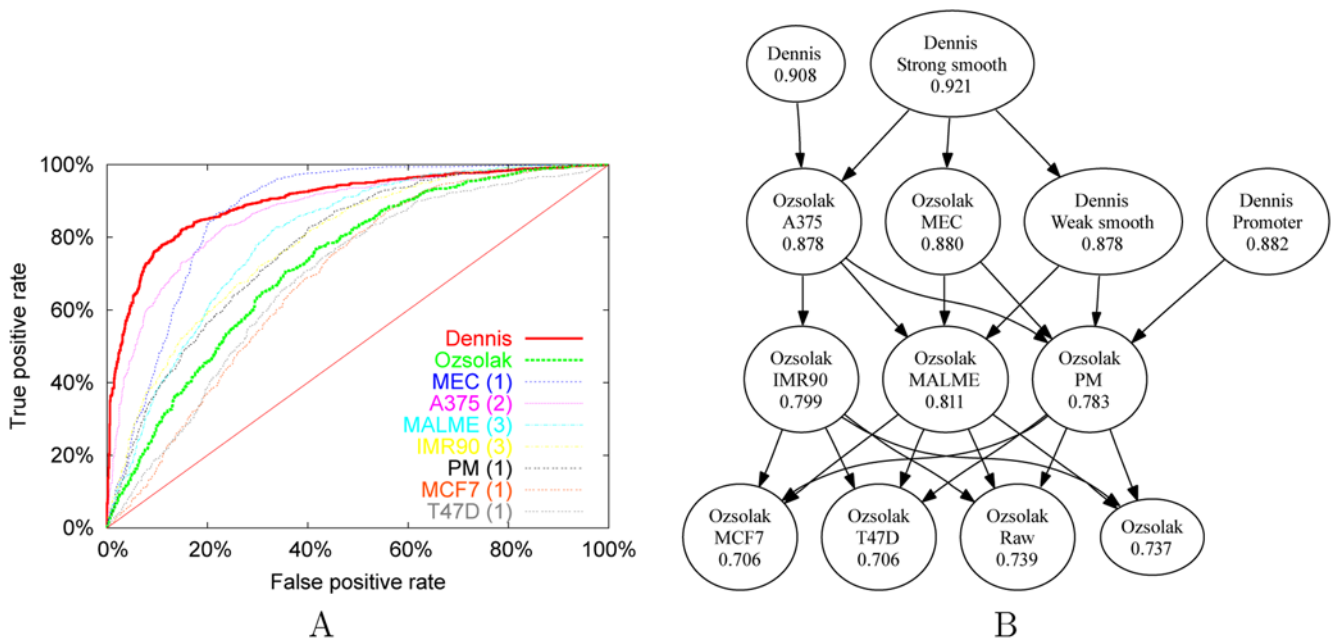 100%
80%
60%
40%
20%
0%
0%
20%
40%
60%
80%
100%
True positive rate
False positive rate
Dennis
Ozsolak
MEC (1)
A375 (2)
MALME (3)
IMR90 (3)
PM (1)
MCF7 (1)
T47D (1)
A
Dennis
0.908
Dennis
Strong smooth
0.921
Ozsolak
A375
0.878
Ozsolak
MEC
0.880
Dennis
Weak smooth
0.878
Dennis
Promoter
0.882
Ozsolak
IMR90
0.799
Ozsolak
MALME
0.811
Ozsolak
PM
0.783
Ozsolak
MCF7
0.706
Ozsolak
T47D
0.706
Ozsolak
Raw
0.739
Ozsolak
0.737
B